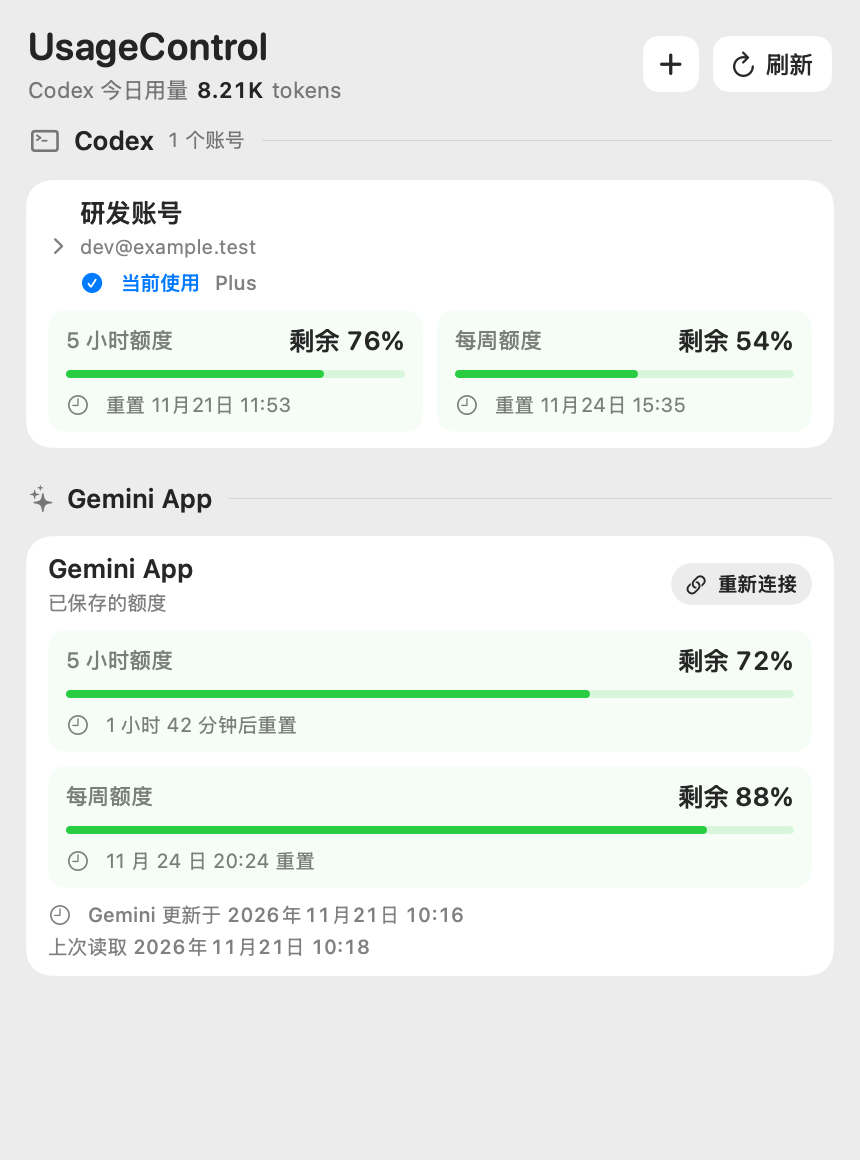 UsageControl
Codex 今日用量 8.21K tokens
刷新
Codex 1 个账号
研发账号
dev@example.test
当前使用 Plus
5 小时额度 剩余 76%
重置 11月21日 11:53
每周额度 剩余 54%
重置 11月24日 15:35
Gemini App
Gemini App
已保存的额度
重新连接
5 小时额度 剩余 72%
1 小时 42 分钟后重置
每周额度 剩余 88%
11 月 24 日 20:24 重置
Gemini 更新于 2026年11月21日 10:16
上次读取 2026年11月21日 10:18